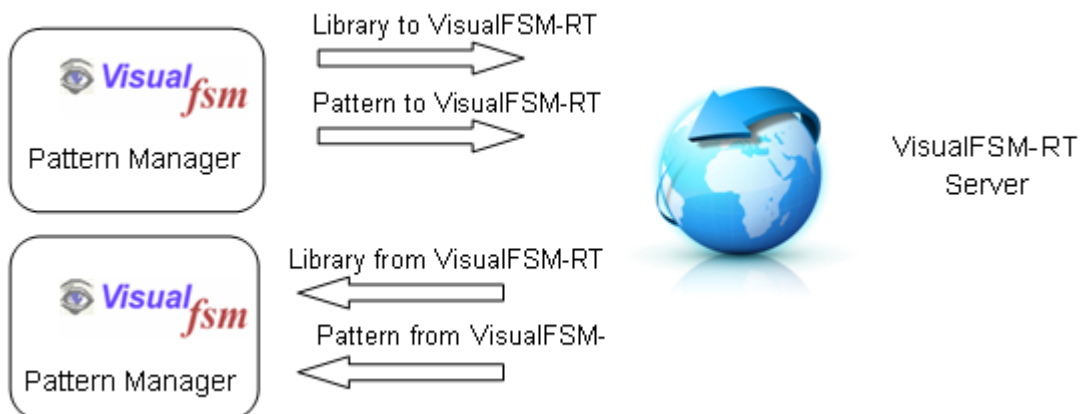 Library to VisualFSM-RT
Visual fsm
Pattern to VisualFSM-RT
Pattern Manager
VisualFSM-RT
Server
Library from VisualFSM-RT
Visual fsm
Pattern from VisualFSM-
Pattern Manager